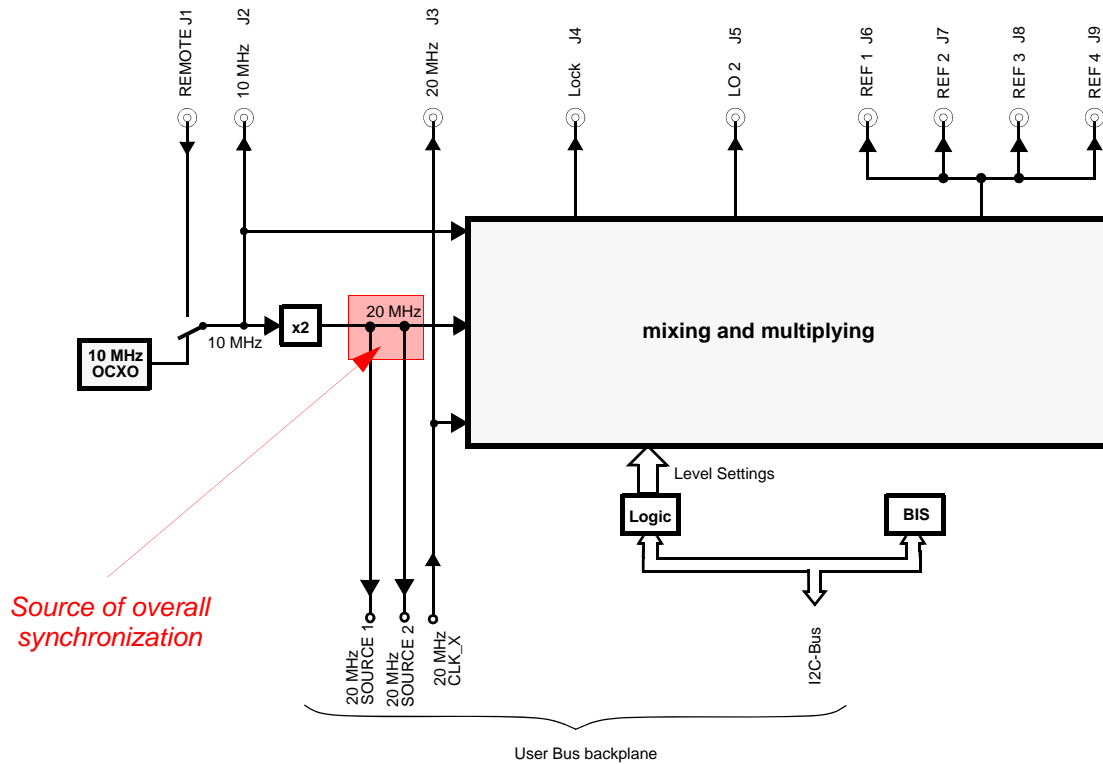 REMOTE J1
10 MHz J2
20 MHz J3
Lock J4
LO 2 J5
REF 1 J6
REF 2 J7
REF 3 J8
REF 4 J9
20 MHz
mixing and multiplying
x2
10 MHz
10 MHz
OCXO
Level Settings
Logic
BIS
Source of overall
synchronization
20 MHz
SOURCE 1
20 MHz
SOURCE 2
20 MHz
CLK_X
I2C-Bus
User Bus backplane